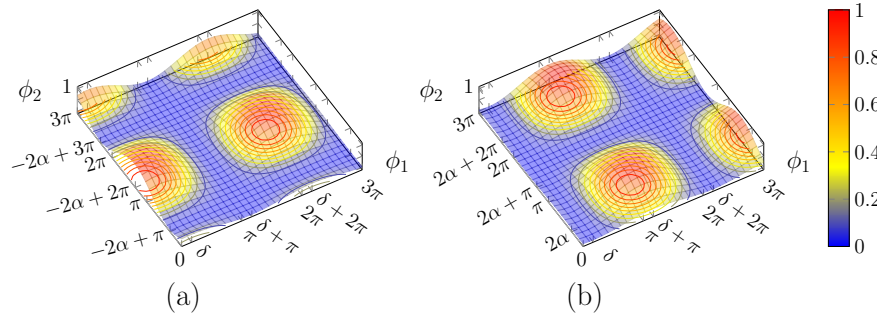 1
φ₂
3π
−2α + 3π
2π
−2α + 2π
π
−2α + π
0
δ
π
δ + π
2π
δ + 2π
3π
φ₁
(a)
1
φ₂
3π
2α + 2π
2π
2α + π
π
2α
0
δ
π
δ + π
2π
δ + 2π
3π
φ₁
(b)
1
0.8
0.6
0.4
0.2
0